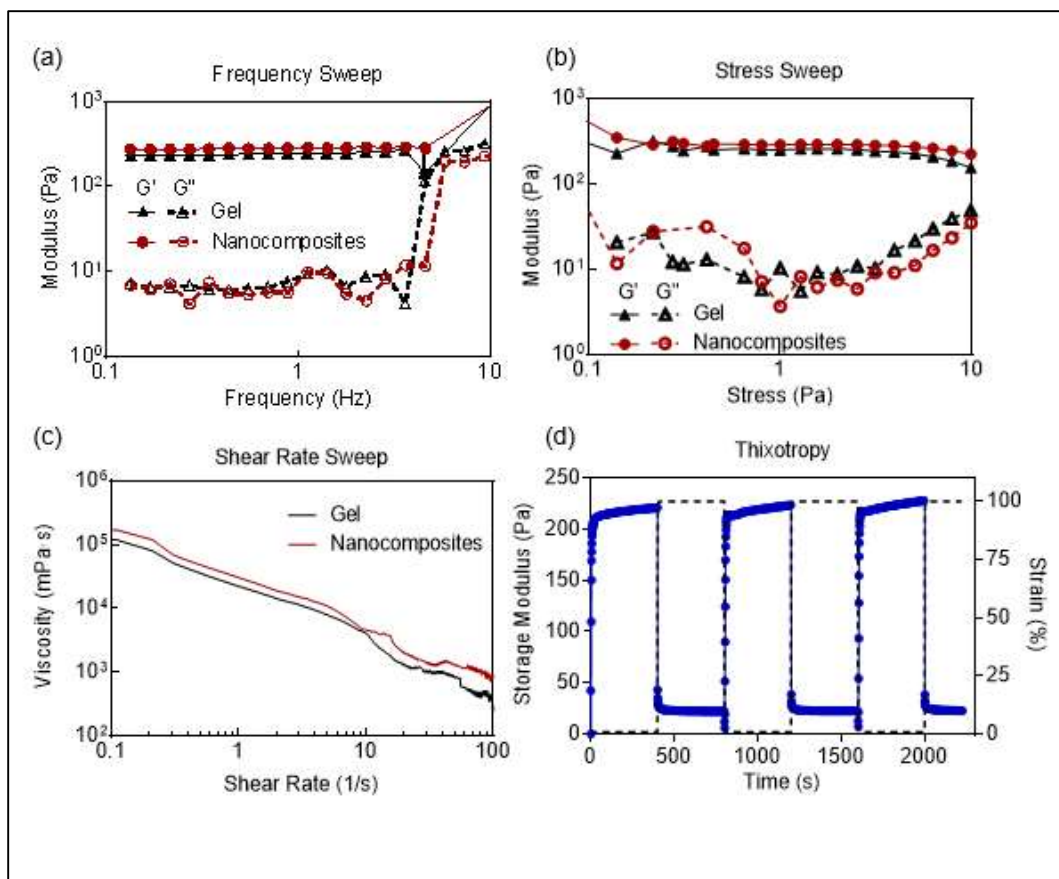 (a)
Frequency Sweep
Modulus (Pa)
10³
10²
10¹
10⁰
G' G"
Gel
Nanocomposites
0.1 1 10
Frequency (Hz)
(b)
Stress Sweep
Modulus (Pa)
10³
10²
10¹
10⁰
G' G"
Gel
Nanocomposites
0.1 1 10
Stress (Pa)
(c)
Shear Rate Sweep
Viscosity (mPa·s)
10⁶
10⁵
10⁴
10³
10²
Gel
Nanocomposites
0.1 1 10 100
Shear Rate (1/s)
(d)
Thixotropy
Storage Modulus (Pa)
250
200
150
100
50
0
0 500 1000 1500 2000
Time (s)
100
75
50
25
0
Strain (%)